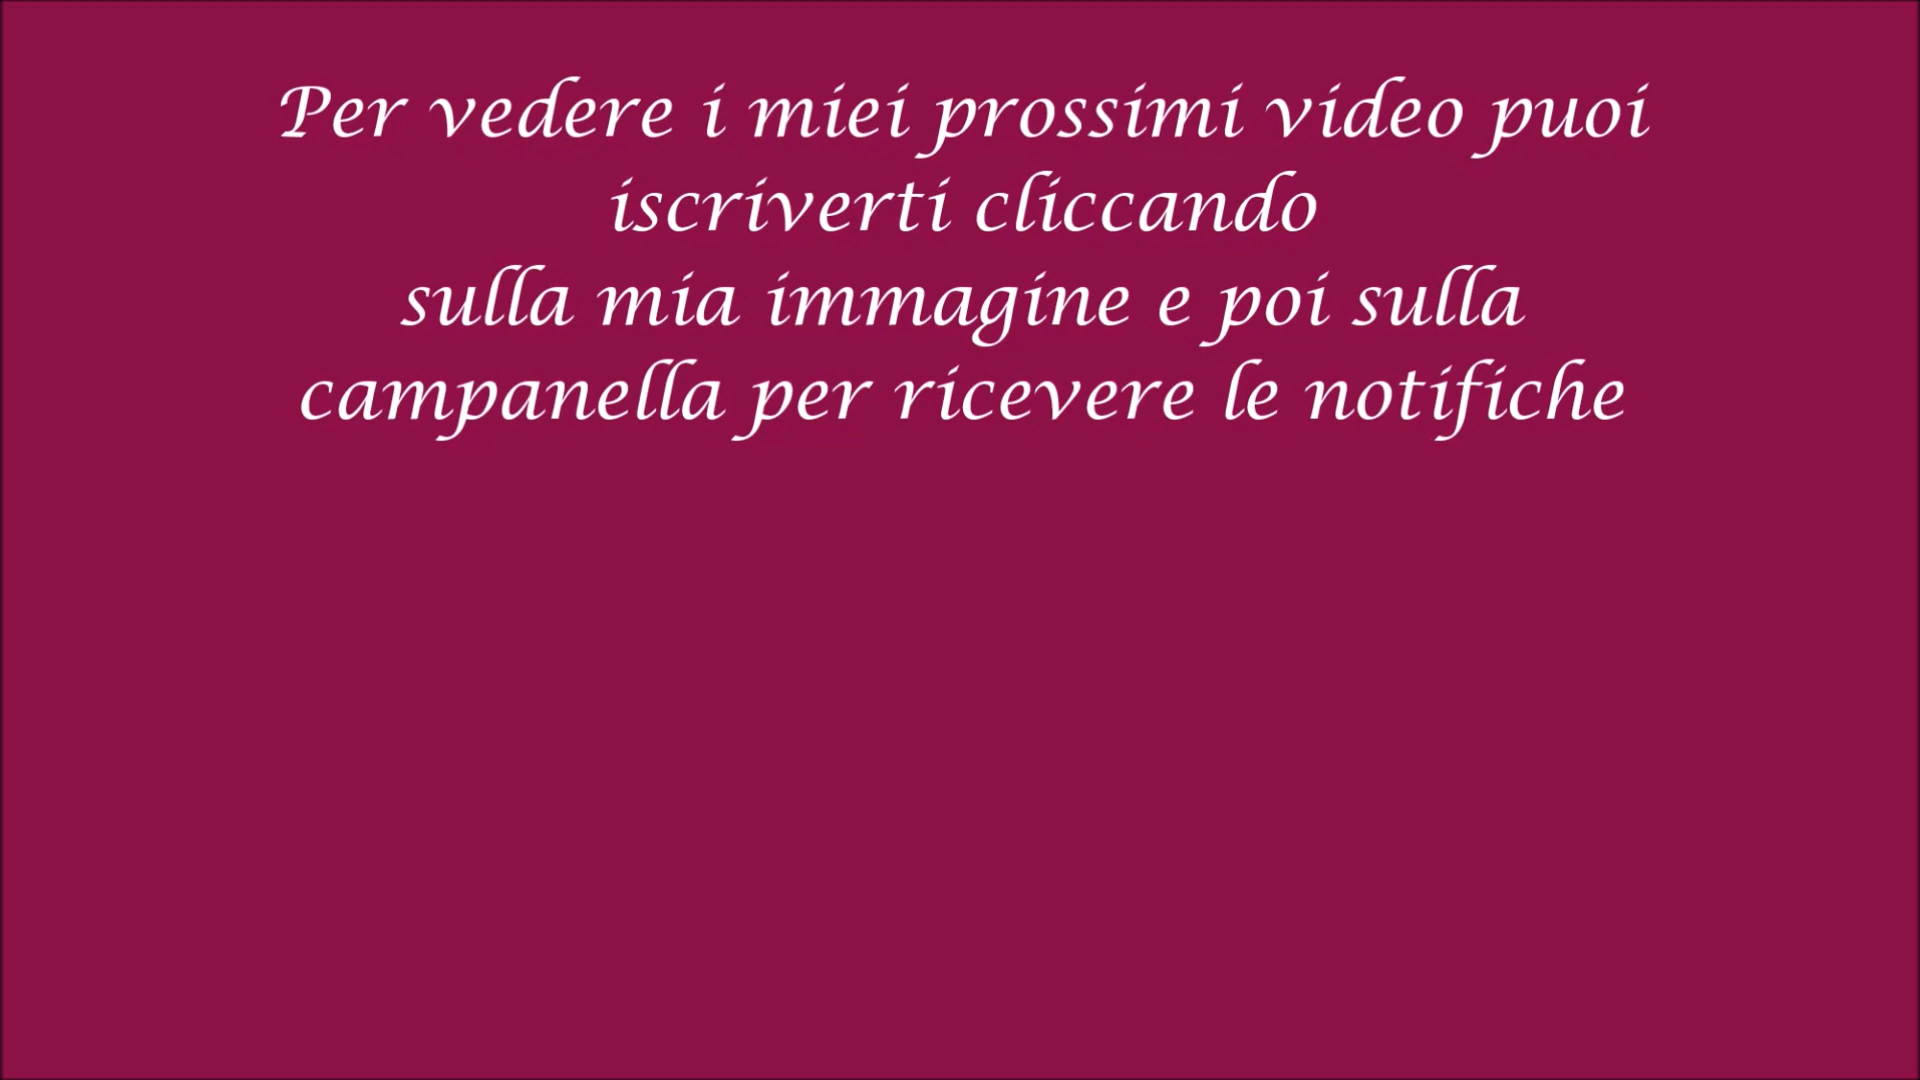 Per vedere i miei prossimi video puoi
iscriverti cliccando
sulla mia immagine e poi sulla
campanella per ricevere le notifiche